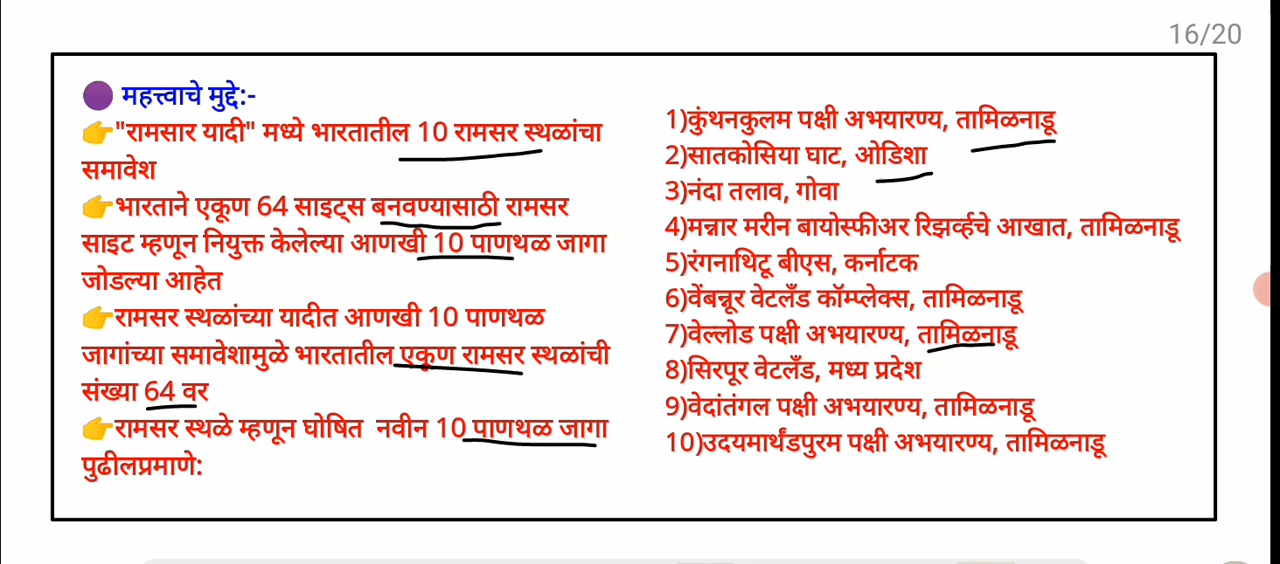 16/20
🟣 महत्त्वाचे मुद्दे:-
👉"रामसार यादी" मध्ये भारतातील 10 रामसर स्थळांचा
समावेश
👉भारताने एकूण 64 साइट्स बनवण्यासाठी रामसर
साइट म्हणून नियुक्त केलेल्या आणखी 10 पाणथळ जागा
जोडल्या आहेत
👉रामसर स्थळांच्या यादीत आणखी 10 पाणथळ
जागांच्या समावेशामुळे भारतातील एकूण रामसर स्थळांची
संख्या 64 वर
👉रामसर स्थळे म्हणून घोषित नवीन 10 पाणथळ जागा
पुढीलप्रमाणे:
1)कुंथनकुलम पक्षी अभयारण्य, तामिळनाडू
2)सातकोसिया घाट, ओडिशा
3)नंदा तलाव, गोवा
4)मन्नार मरीन बायोस्फीअर रिझर्व्हचे आखात, तामिळनाडू
5)रंगनाथिटू बीएस, कर्नाटक
6)वेंबन्नूर वेटलँड कॉम्प्लेक्स, तामिळनाडू
7)वेल्लोड पक्षी अभयारण्य, तामिळनाडू
8)सिरपूर वेटलँड, मध्य प्रदेश
9)वेदांतंगल पक्षी अभयारण्य, तामिळनाडू
10)उदयमार्थंडपुरम पक्षी अभयारण्य, तामिळनाडू